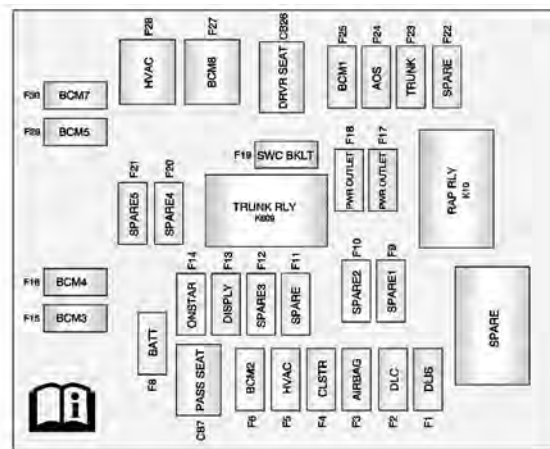 F28
F27
CB26
F25
F24
F23
F22
HVAC
BCM8
DRVR SEAT
BCM1
AOS
TRUNK
SPARE
F30
BCM7
F29
BCM5
F19
SWC BKLT
F18
F17
PWR OUTLET
PWR OUTLET
RAP RLY
K10
F21
F20
SPARE5
SPARE4
TRUNK RLY
K609
F16
BCM4
F15
BCM3
F14
F13
F12
F11
F10
F9
ONSTAR
DISPLY
SPARE3
SPARE
SPARE2
SPARE1
SPARE
BATT
F8
PASS SEAT
CB7
BCM2
HVAC
CLSTR
AIRBAG
DLC
DLIS
F6
F5
F4
F3
F2
F1
i